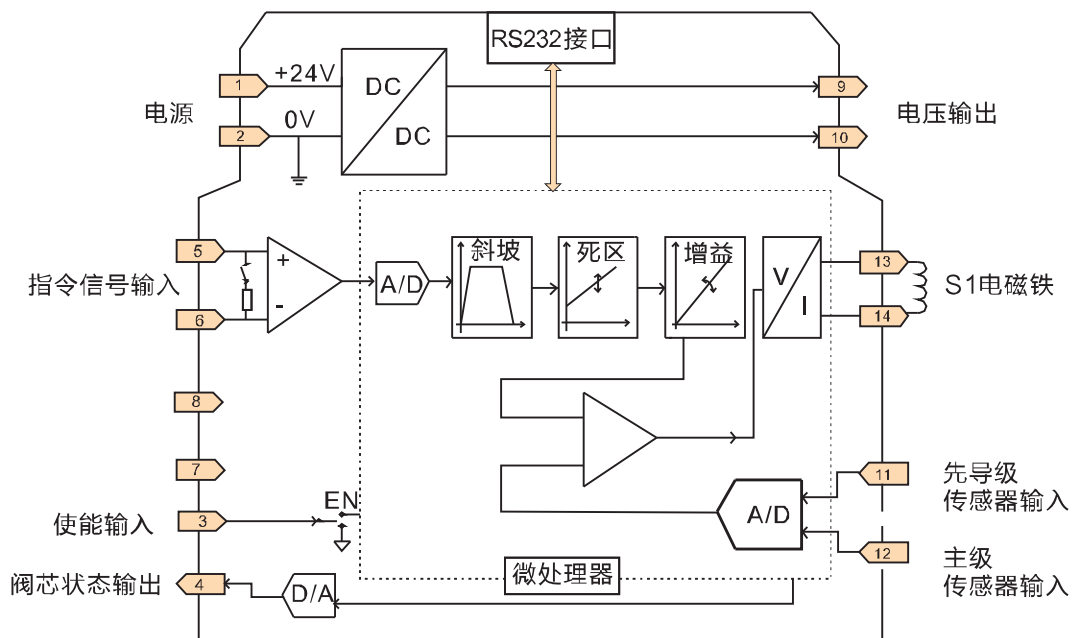 RS232接口
1
+24V
DC
9
电源
电压输出
0V
2
DC
10
5
斜坡
死区
增益
13
+
A/D
V
指令信号输入
S1电磁铁
-
I
6
14
8
7
11
先导级
传感器输入
EN
A/D
使能输入
3
12
主级
传感器输入
微处理器
阀芯状态输出
4
D/A